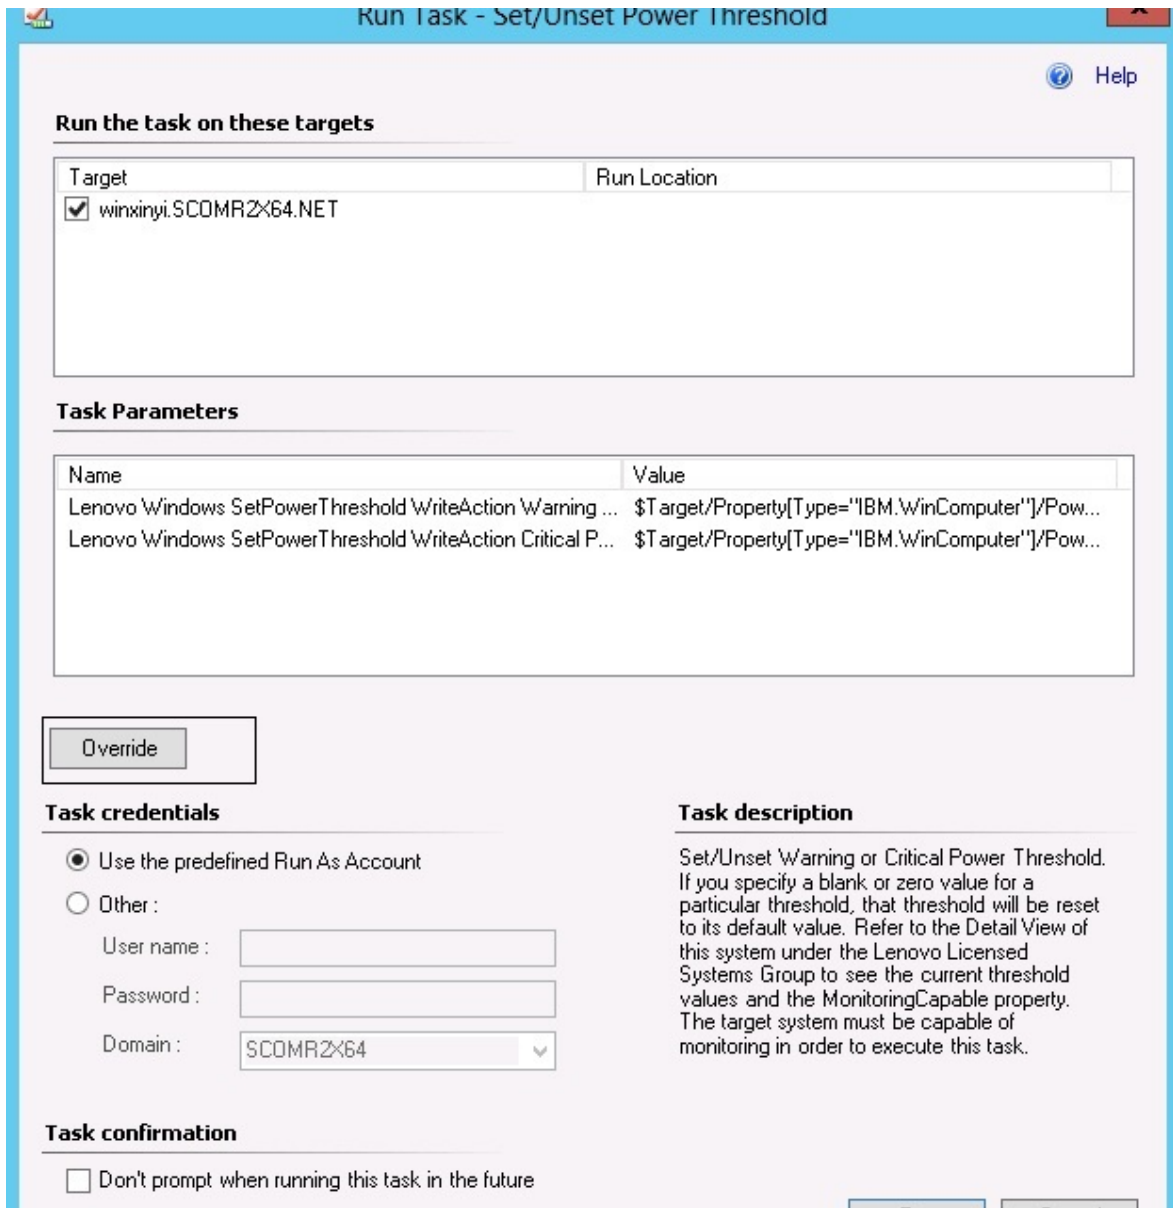 Run Task - Set/Unset Power Threshold
Help
Run the task on these targets
Target Run Location
winxinyi.SCOMR2X64.NET
Task Parameters
Name Value
Lenovo Windows SetPowerThreshold WriteAction Warning ... $Target/Property[Type="IBM.WinComputer"]/Pow...
Lenovo Windows SetPowerThreshold WriteAction Critical P... $Target/Property[Type="IBM.WinComputer"]/Pow...
Override
Task credentials
Use the predefined Run As Account
Other :
User name :
Password :
Domain : SCOMR2X64
Task description
Set/Unset Warning or Critical Power Threshold.
If you specify a blank or zero value for a
particular threshold, that threshold will be reset
to its default value. Refer to the Detail View of
this system under the Lenovo Licensed
Systems Group to see the current threshold
values and the MonitoringCapable property.
The target system must be capable of
monitoring in order to execute this task.
Task confirmation
Don't prompt when running this task in the future